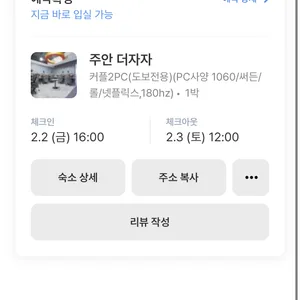 지금 바로 입실 가능
주안 더자자
커플2PC(도보전용)(PC사양 1060/써든/
롤/넷플릭스,180hz) • 1박
체크인
체크아웃
2.2 (금) 16:00
2.3 (토) 12:00
숙소 상세
주소 복사
리뷰 작성